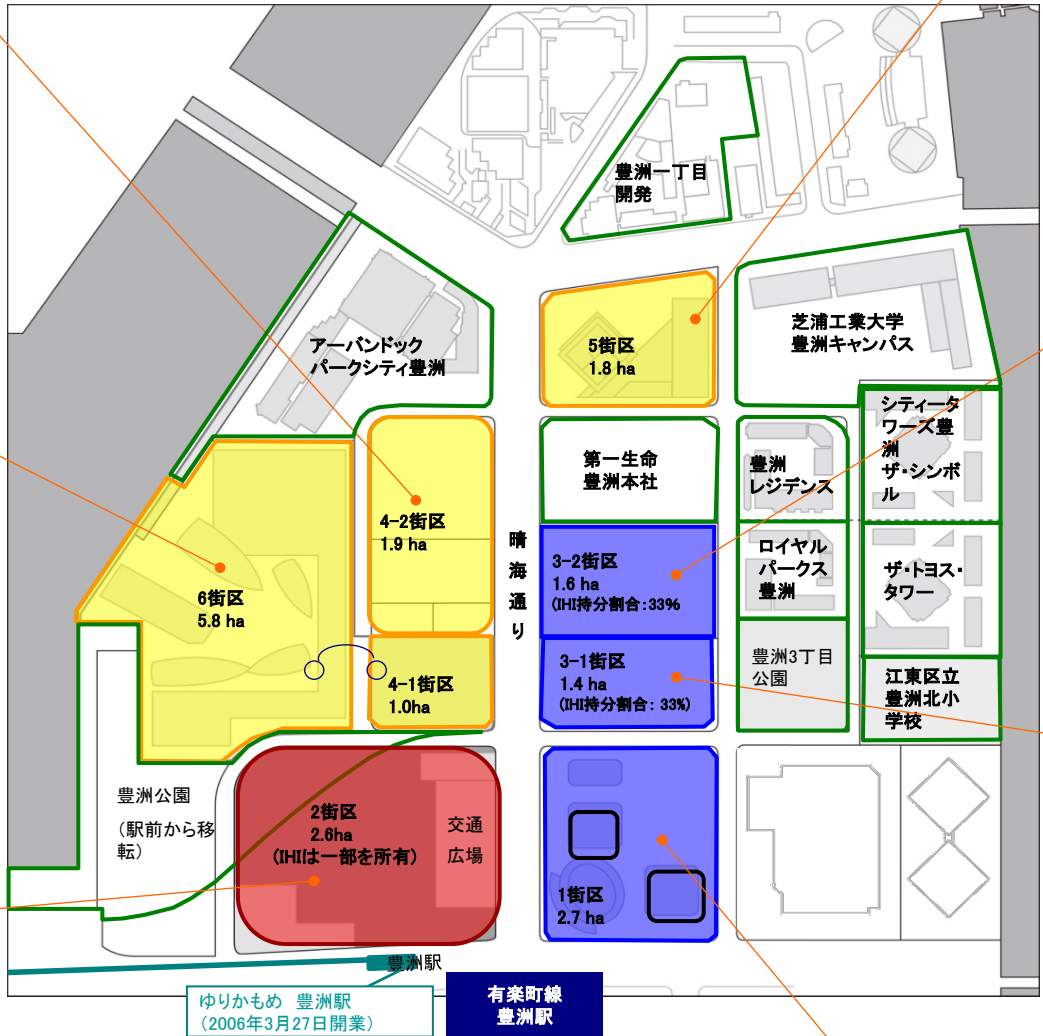 豊洲一丁目
開発
芝浦工業大学
豊洲キャンパス
アーバンドック
パークシティ豊洲
5街区
1.8 ha
シティータ
ワーズ豊
洲
ザ・シンボ
ル
第一生命
豊洲本社
豊洲
レジデンス
4-2街区
1.9 ha
晴海通り
3-2街区
1.6 ha
(IHI持分割合:33%
ロイヤル
パークス
豊洲
ザ・トヨス・
タワー
6街区
5.8 ha
4-1街区
1.0ha
3-1街区
1.4 ha
(IHI持分割合: 33%)
豊洲3丁目
公園
江東区立
豊洲北小
学校
豊洲公園
(駅前から移
転)
2街区
2.6ha
(IHIは一部を所有)
交通
広場
1街区
2.7 ha
豊洲駅
ゆりかもめ 豊洲駅
(2006年3月27日開業)
有楽町線
豊洲駅